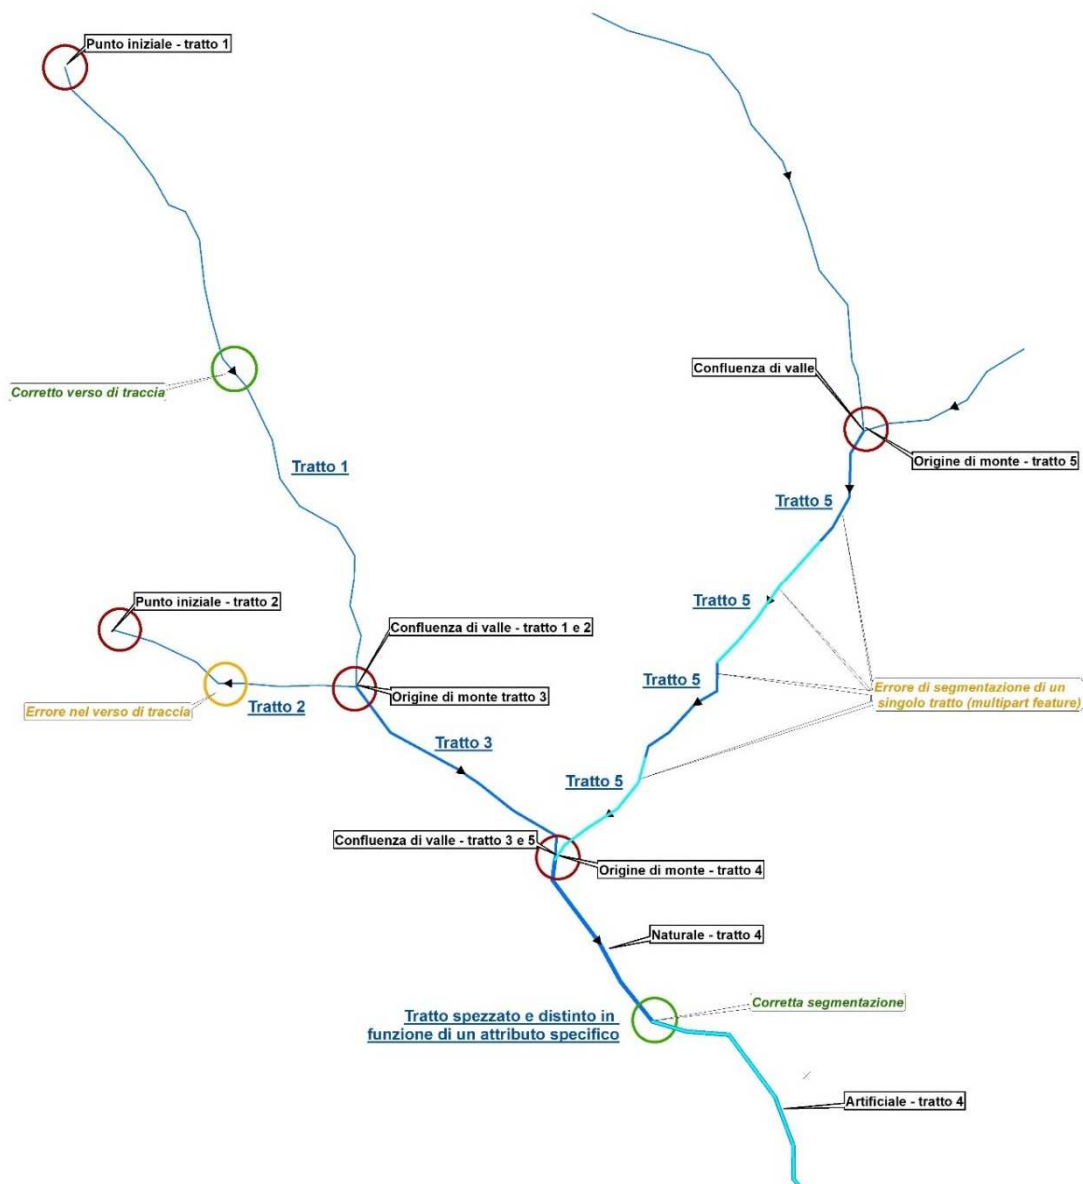 Punto iniziale - tratto 1
Confluenza di valle
Corretto verso di traccia
Origine di monte - tratto 5
Tratto 1
Tratto 5
Punto iniziale - tratto 2
Tratto 5
Confluenza di valle - tratto 1 e 2
Tratto 5
Errore di segmentazione di un
singolo tratto (multipart feature)
Origine di monte tratto 3
Errore nel verso di traccia
Tratto 2
Tratto 3
Tratto 5
Confluenza di valle - tratto 3 e 5
Origine di monte - tratto 4
Naturale - tratto 4
Corretta segmentazione
Tratto spezzato e distinto in
funzione di un attributo specifico
Artificiale - tratto 4